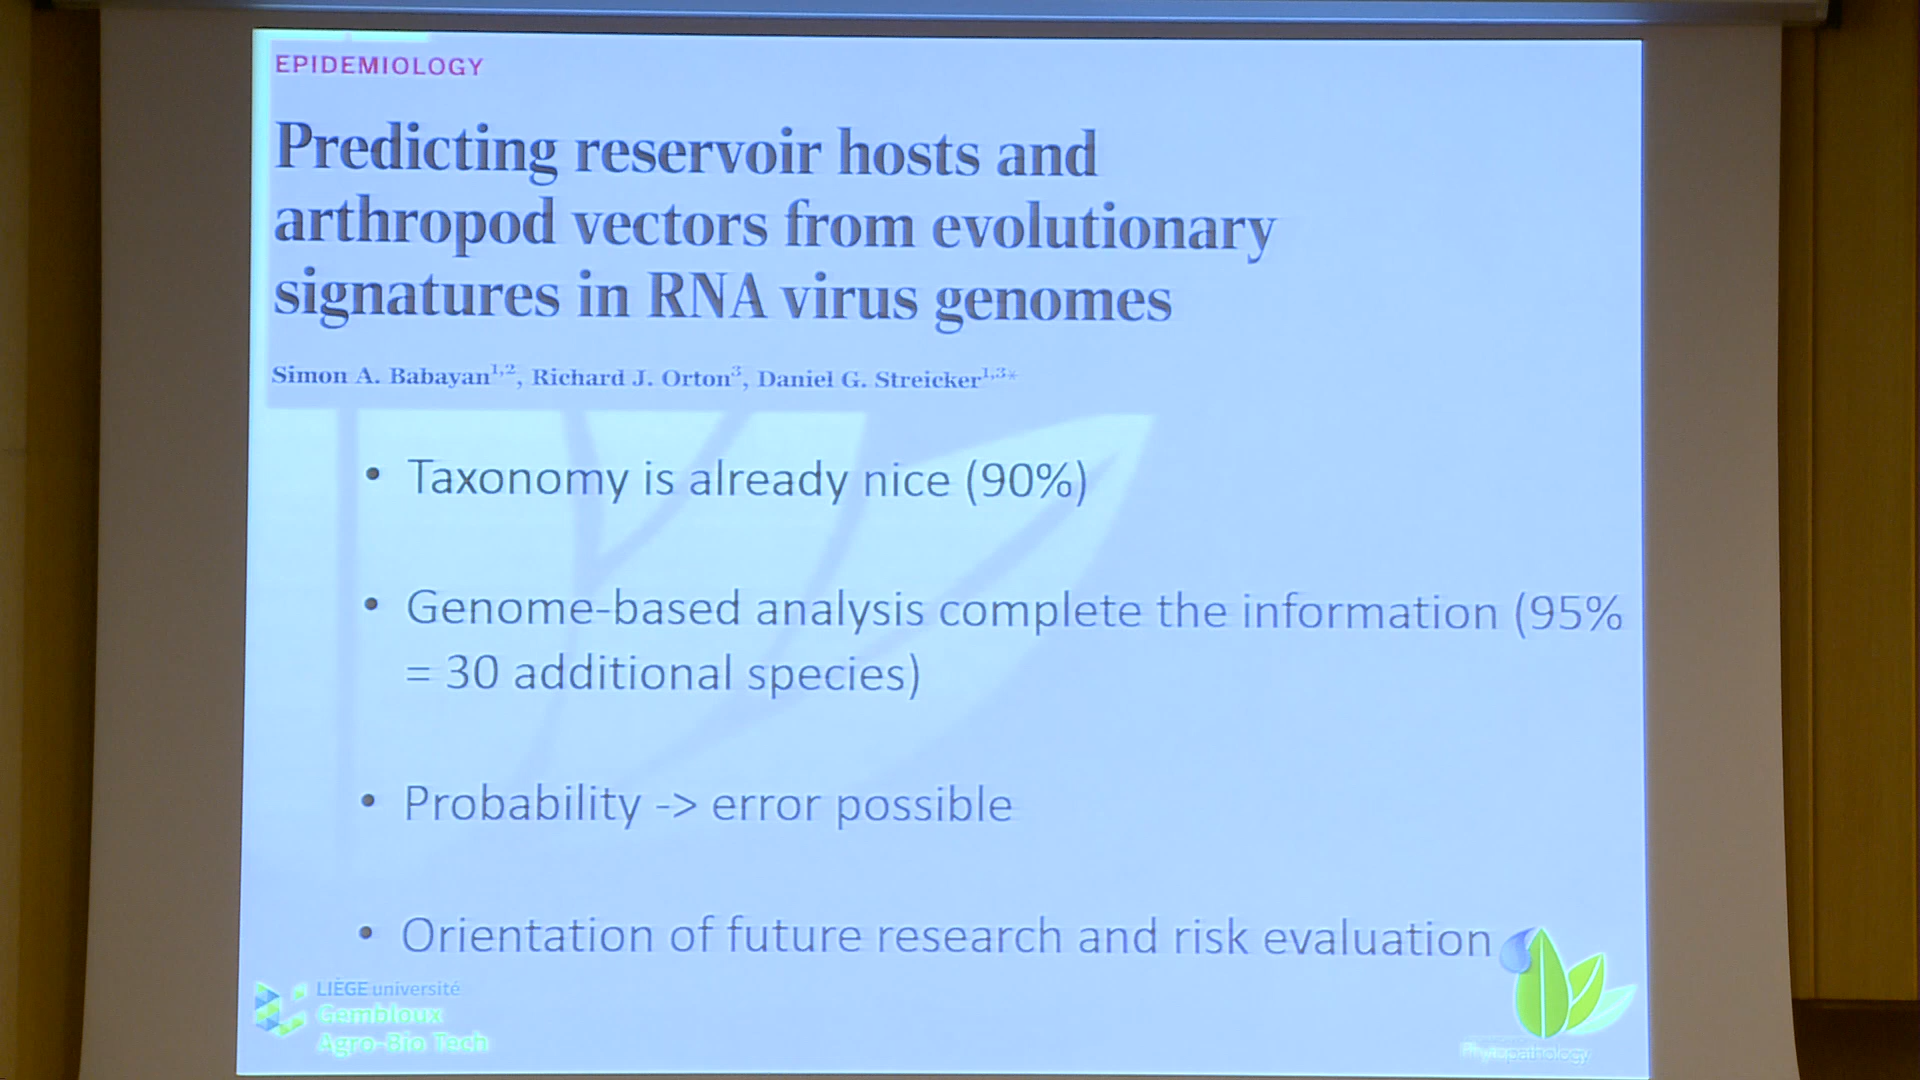 EPIDEMIOLOGY
Predicting reservoir hosts and
arthropod vectors from evolutionary
signatures in RNA virus genomes
Simon A. Babayan1,2, Richard J. Orton3, Daniel G. Streicker1,3*
• Taxonomy is already nice (90%)
• Genome-based analysis complete the information (95%
= 30 additional species)
• Probability -> error possible
• Orientation of future research and risk evaluation
LIÈGE université
Gembloux
Agro-Bio Tech
Phytopathology